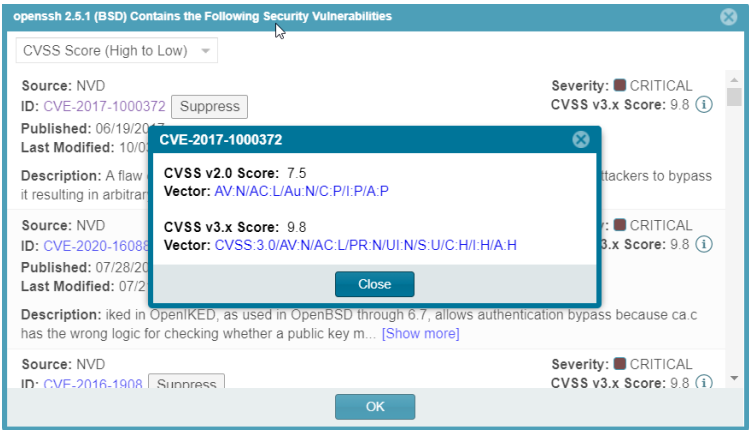 openssh 2.5.1 (BSD) Contains the Following Security Vulnerabilities
CVSS Score (High to Low)
Source: NVD
Severity: CRITICAL
ID: CVE-2017-1000372 Suppress
CVSS v3.x Score: 9.8
Published: 06/19/2017
Last Modified: 10/0
Description: A flaw
ttackers to bypass
it resulting in arbitrar
CVE-2017-1000372
CVSS v2.0 Score: 7.5
Vector: AV:N/AC:L/Au:N/C:P/I:P/A:P
CVSS v3.x Score: 9.8
Vector: CVSS:3.0/AV:N/AC:L/PR:N/UI:N/S:U/C:H/I:H/A:H
Close
Source: NVD
: CRITICAL
ID: CVE-2020-16088
3.x Score: 9.8
Published: 07/28/20
Last Modified: 07/2
Description: iked in OpenIKED, as used in OpenBSD through 6.7, allows authentication bypass because ca.c
has the wrong logic for checking whether a public key m... [Show more]
Source: NVD
Severity: CRITICAL
ID: CVE-2016-1908 Suppress
CVSS v3.x Score: 9.8
OK